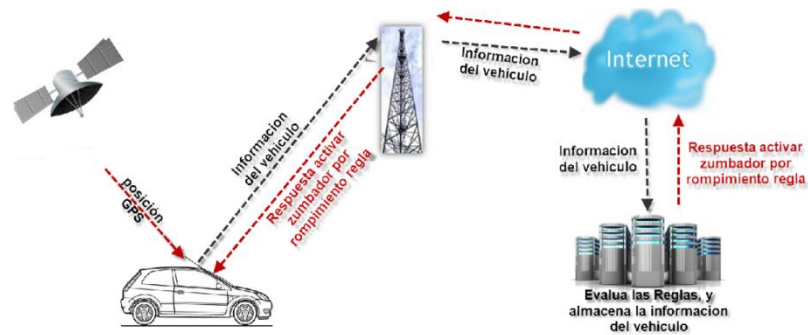 posición
GPS
Informacion
del vehiculo
Respuesta activar
zumbador por
rompimiento regla
Informacion
del vehiculo
Internet
Informacion
del vehiculo
Respuesta activar
zumbador por
rompimiento regla
Evalua las Reglas, y
almacena la informacion
del vehiculo